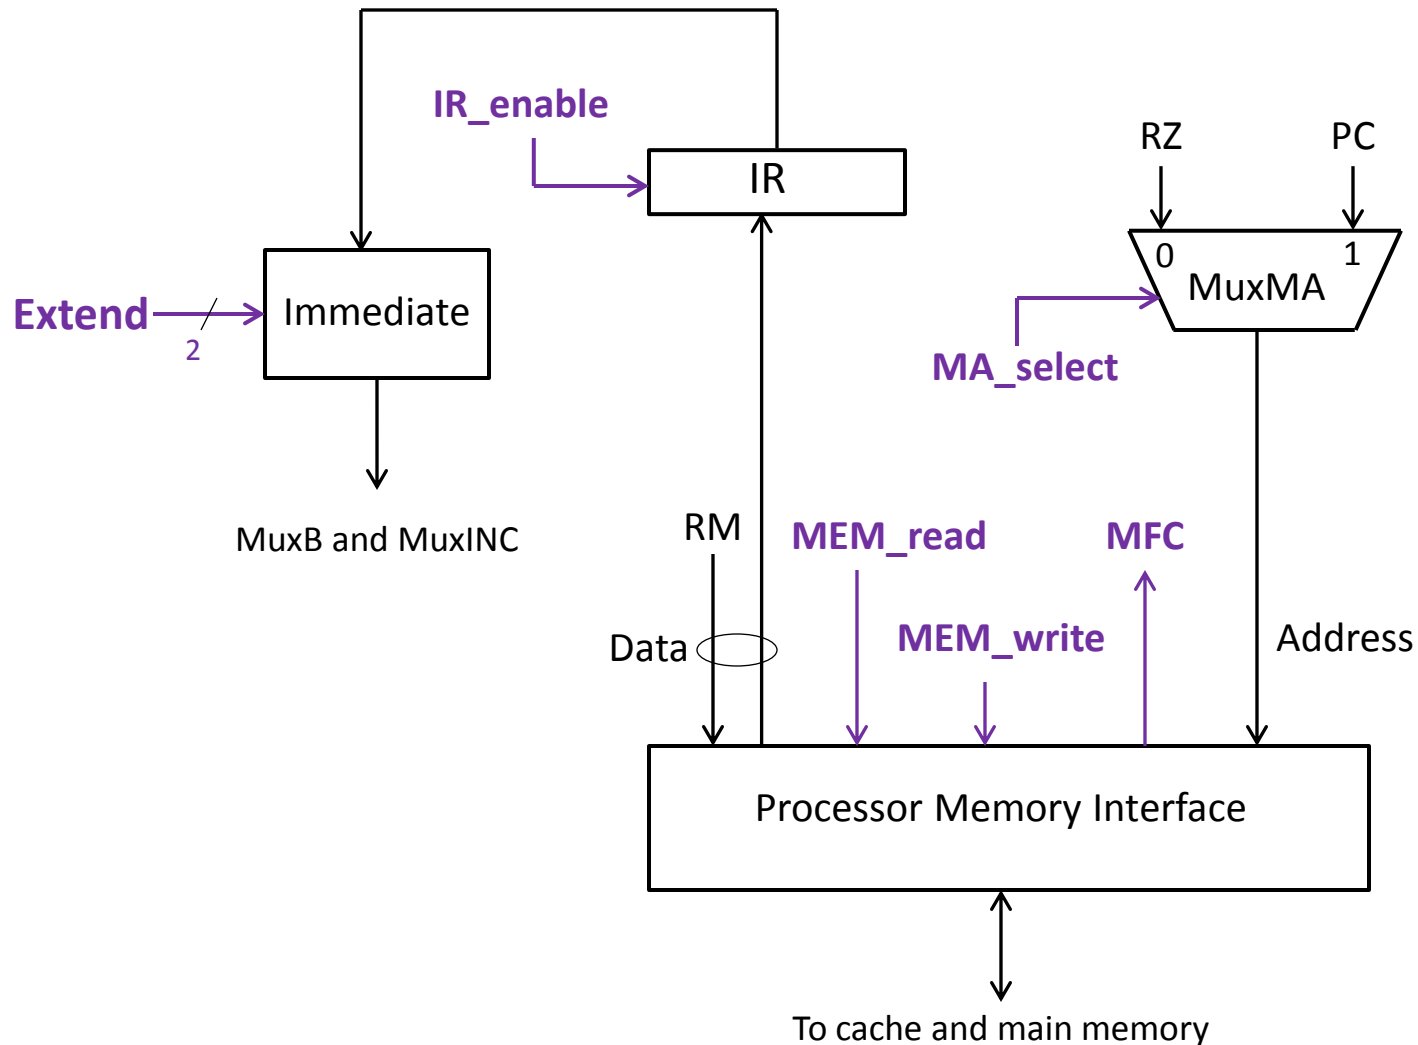 IR_enable
RZ
PC
IR
0
1
MuxMA
Extend
2
Immediate
MA_select
MuxB and MuxINC
RM
MEM_read
MFC
Data
MEM_write
Address
Processor Memory Interface
To cache and main memory